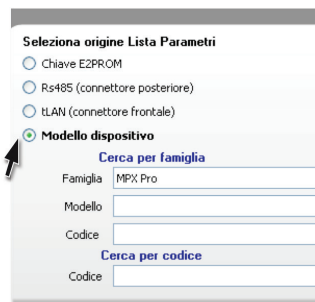 Seleziona origine Lista Parametri
Chiave E2PROM
Rs485 (connettore posteriore)
tLAN (connettore frontale)
Modello dispositivo
Cerca per famiglia
Famiglia MPX Pro
Modello
Codice
Cerca per codice
Codice